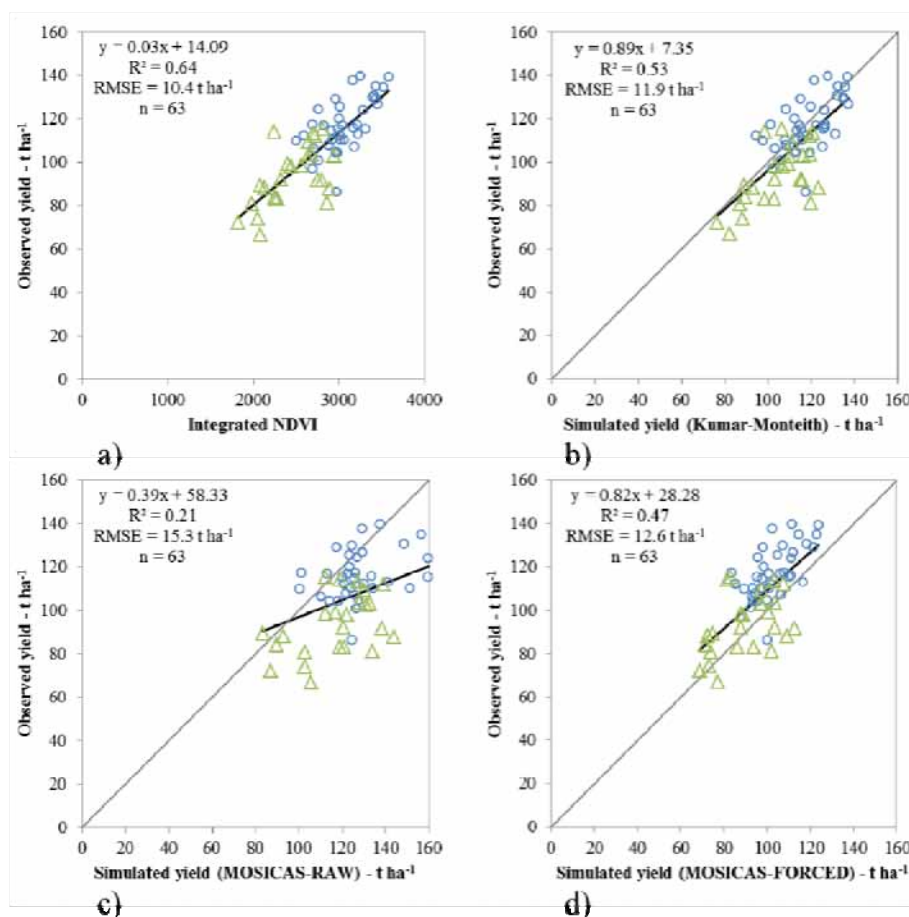 160
140
120
100
80
60
40
20
0
Observed yield - t ha⁻¹
y = 0.03x + 14.09
R² = 0.64
RMSE = 10.4 t ha⁻¹
n = 63
0 1000 2000 3000 4000
Integrated NDVI
a)
160
140
120
100
80
60
40
20
0
Observed yield - t ha⁻¹
y = 0.89x + 7.35
R² = 0.53
RMSE = 11.9 t ha⁻¹
n = 63
0 20 40 60 80 100 120 140 160
Simulated yield (Kumar-Monteith) - t ha⁻¹
b)
160
140
120
100
80
60
40
20
0
Observed yield - t ha⁻¹
y = 0.39x + 58.33
R² = 0.21
RMSE = 15.3 t ha⁻¹
n = 63
0 20 40 60 80 100 120 140 160
Simulated yield (MOSICAS-RAW) - t ha⁻¹
c)
160
140
120
100
80
60
40
20
0
Observed yield - t ha⁻¹
y = 0.82x + 28.28
R² = 0.47
RMSE = 12.6 t ha⁻¹
n = 63
0 20 40 60 80 100 120 140 160
Simulated yield (MOSICAS-FORCED) - t ha⁻¹
d)